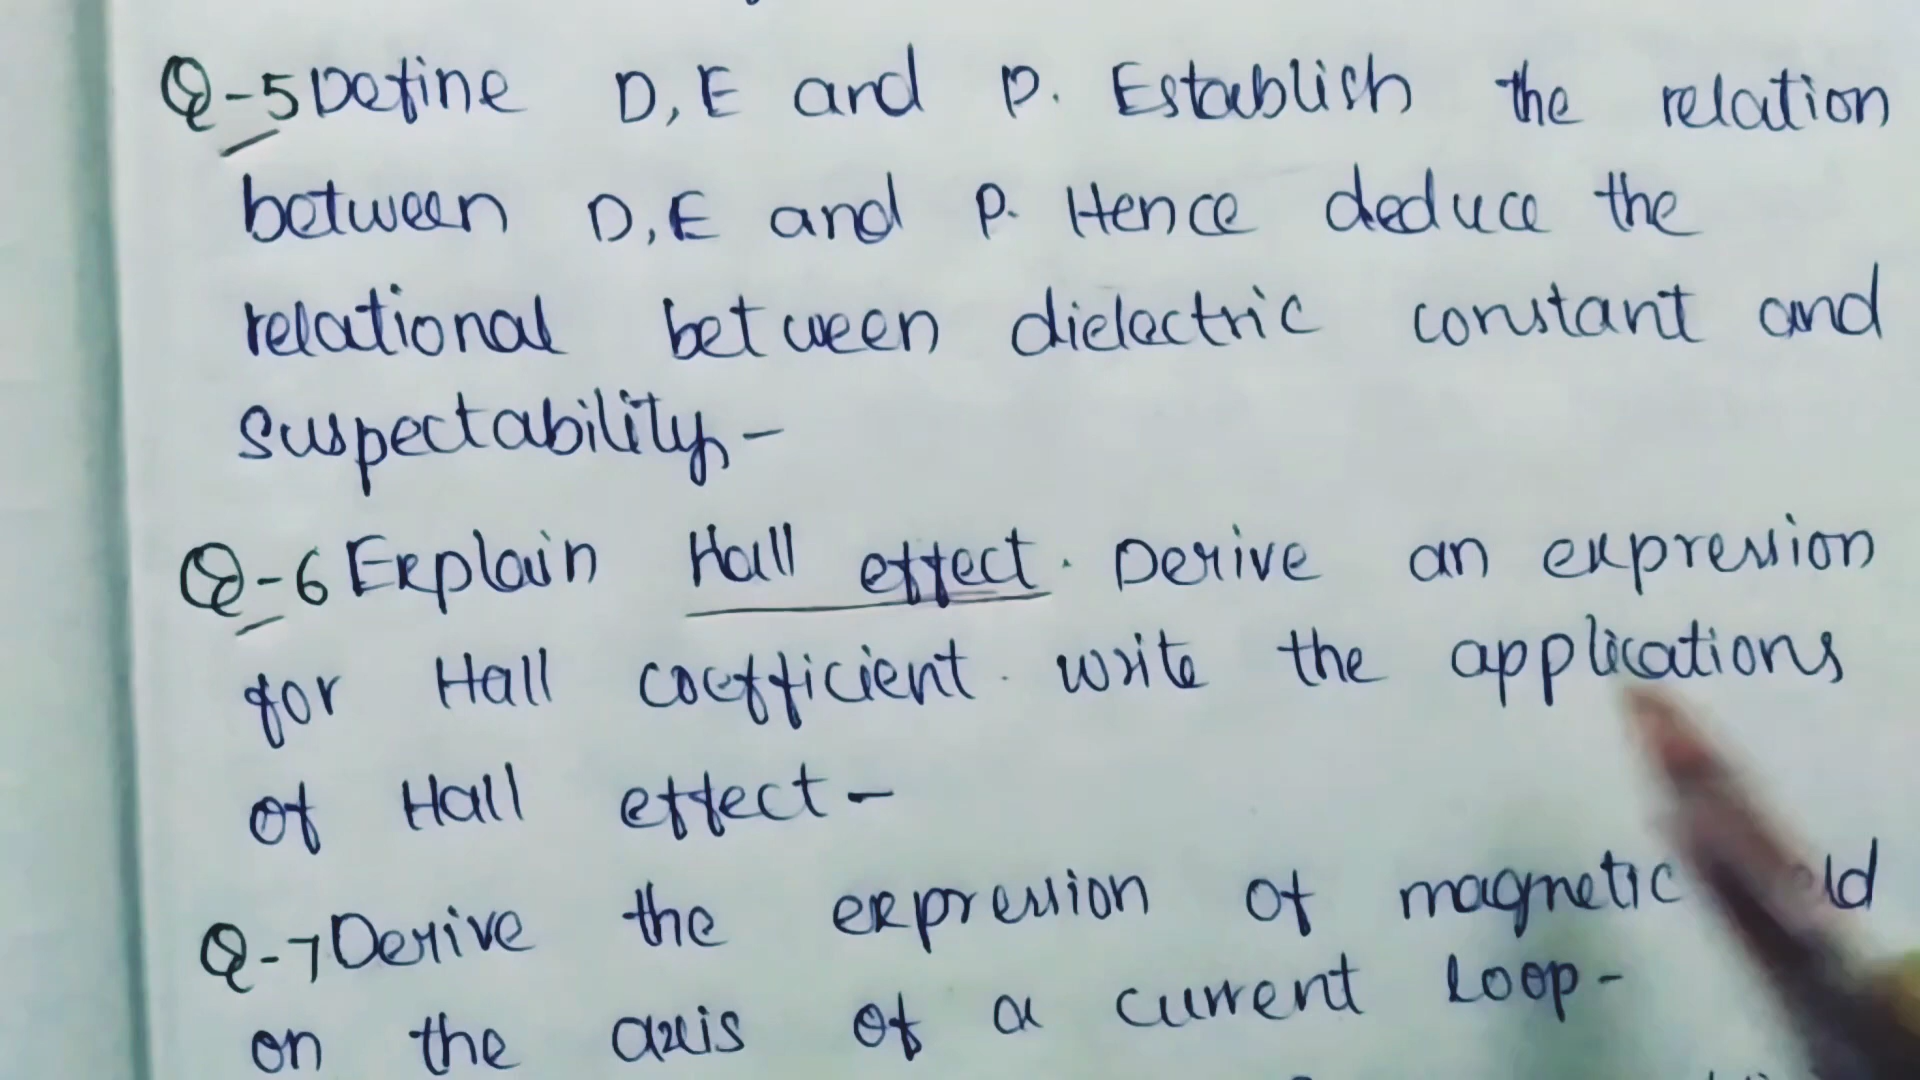 Q-5 Define D, E and P. Establish the relation
between D, E and P. Hence deduce the
relational between dielectric constant and
suspectability,-
Q-6 Explain Hall effect. Derive an expression
for Hall coefficient. write the applications
of Hall effect-
Q-7 Derive the expression of magnetic
on the axis of a current loop-